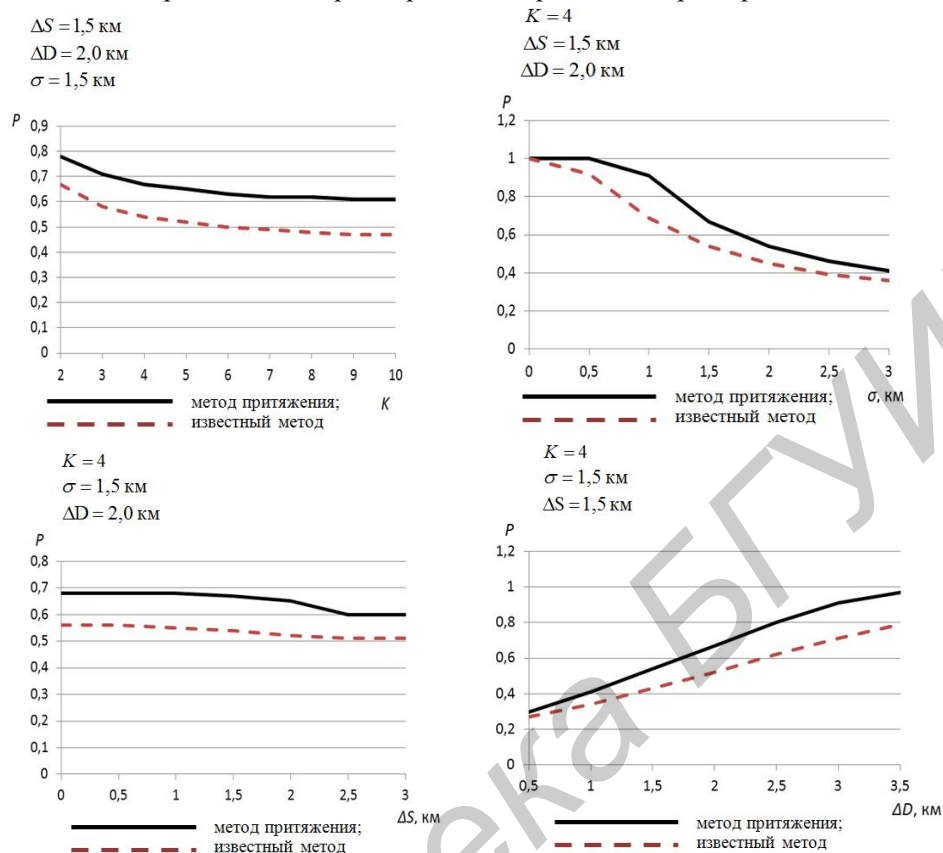 ΔS = 1,5 км
ΔD = 2,0 км
σ = 1,5 км
P
0,9
0,8
0,7
0,6
0,5
0,4
0,3
0,2
0,1
0
2 3 4 5 6 7 8 9 10
K
метод притяжения;
известный метод
K = 4
ΔS = 1,5 км
ΔD = 2,0 км
P
1,2
1
0,8
0,6
0,4
0,2
0
0 0,5 1 1,5 2 2,5 3
σ, км
метод притяжения;
известный метод
K = 4
σ = 1,5 км
ΔD = 2,0 км
P
0,8
0,7
0,6
0,5
0,4
0,3
0,2
0,1
0
0 0,5 1 1,5 2 2,5 3
ΔS, км
метод притяжения;
известный метод
K = 4
σ = 1,5 км
ΔS = 1,5 км
P
1,2
1
0,8
0,6
0,4
0,2
0
0,5 1 1,5 2 2,5 3 3,5
ΔD, км
метод притяжения;
известный метод